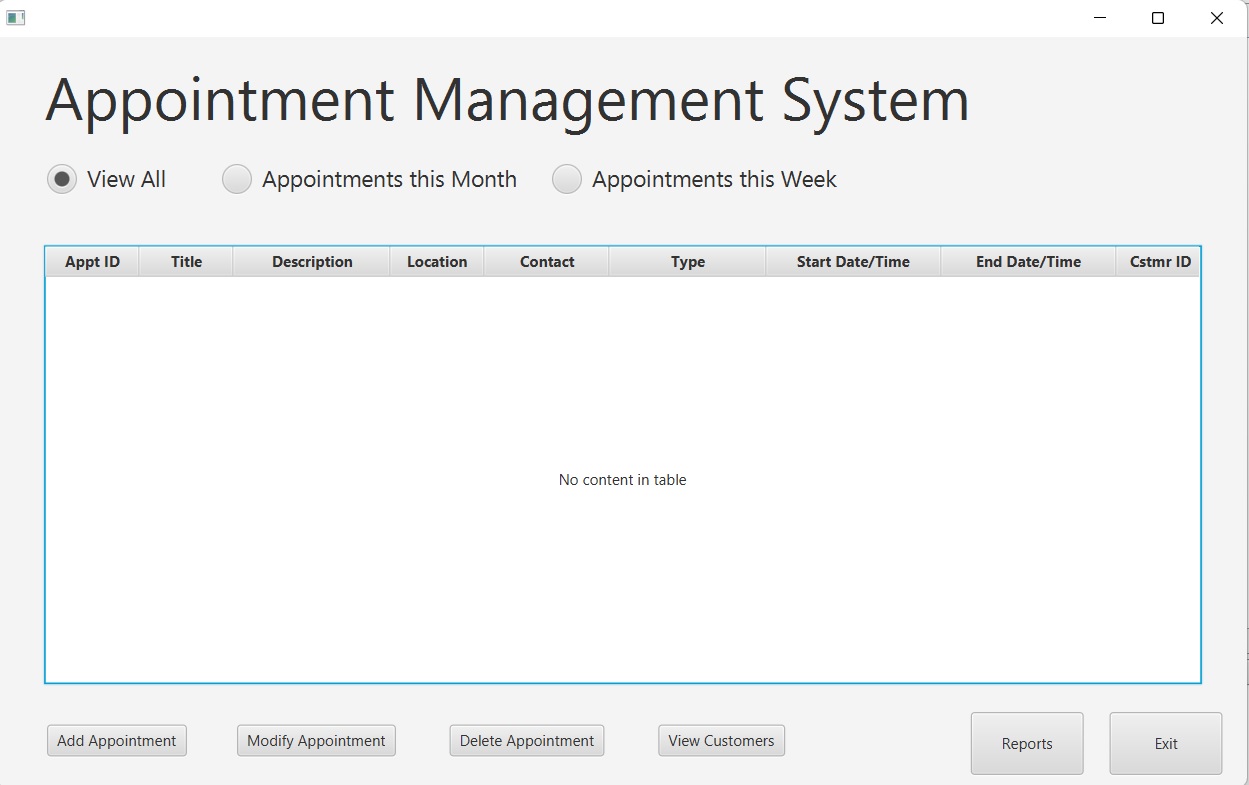 Appointment Management System
View All Appointments this Month Appointments this Week
Appt ID Title Description Location Contact Type Start Date/Time End Date/Time Cstmr ID
No content in table
Add Appointment Modify Appointment Delete Appointment View Customers Reports Exit